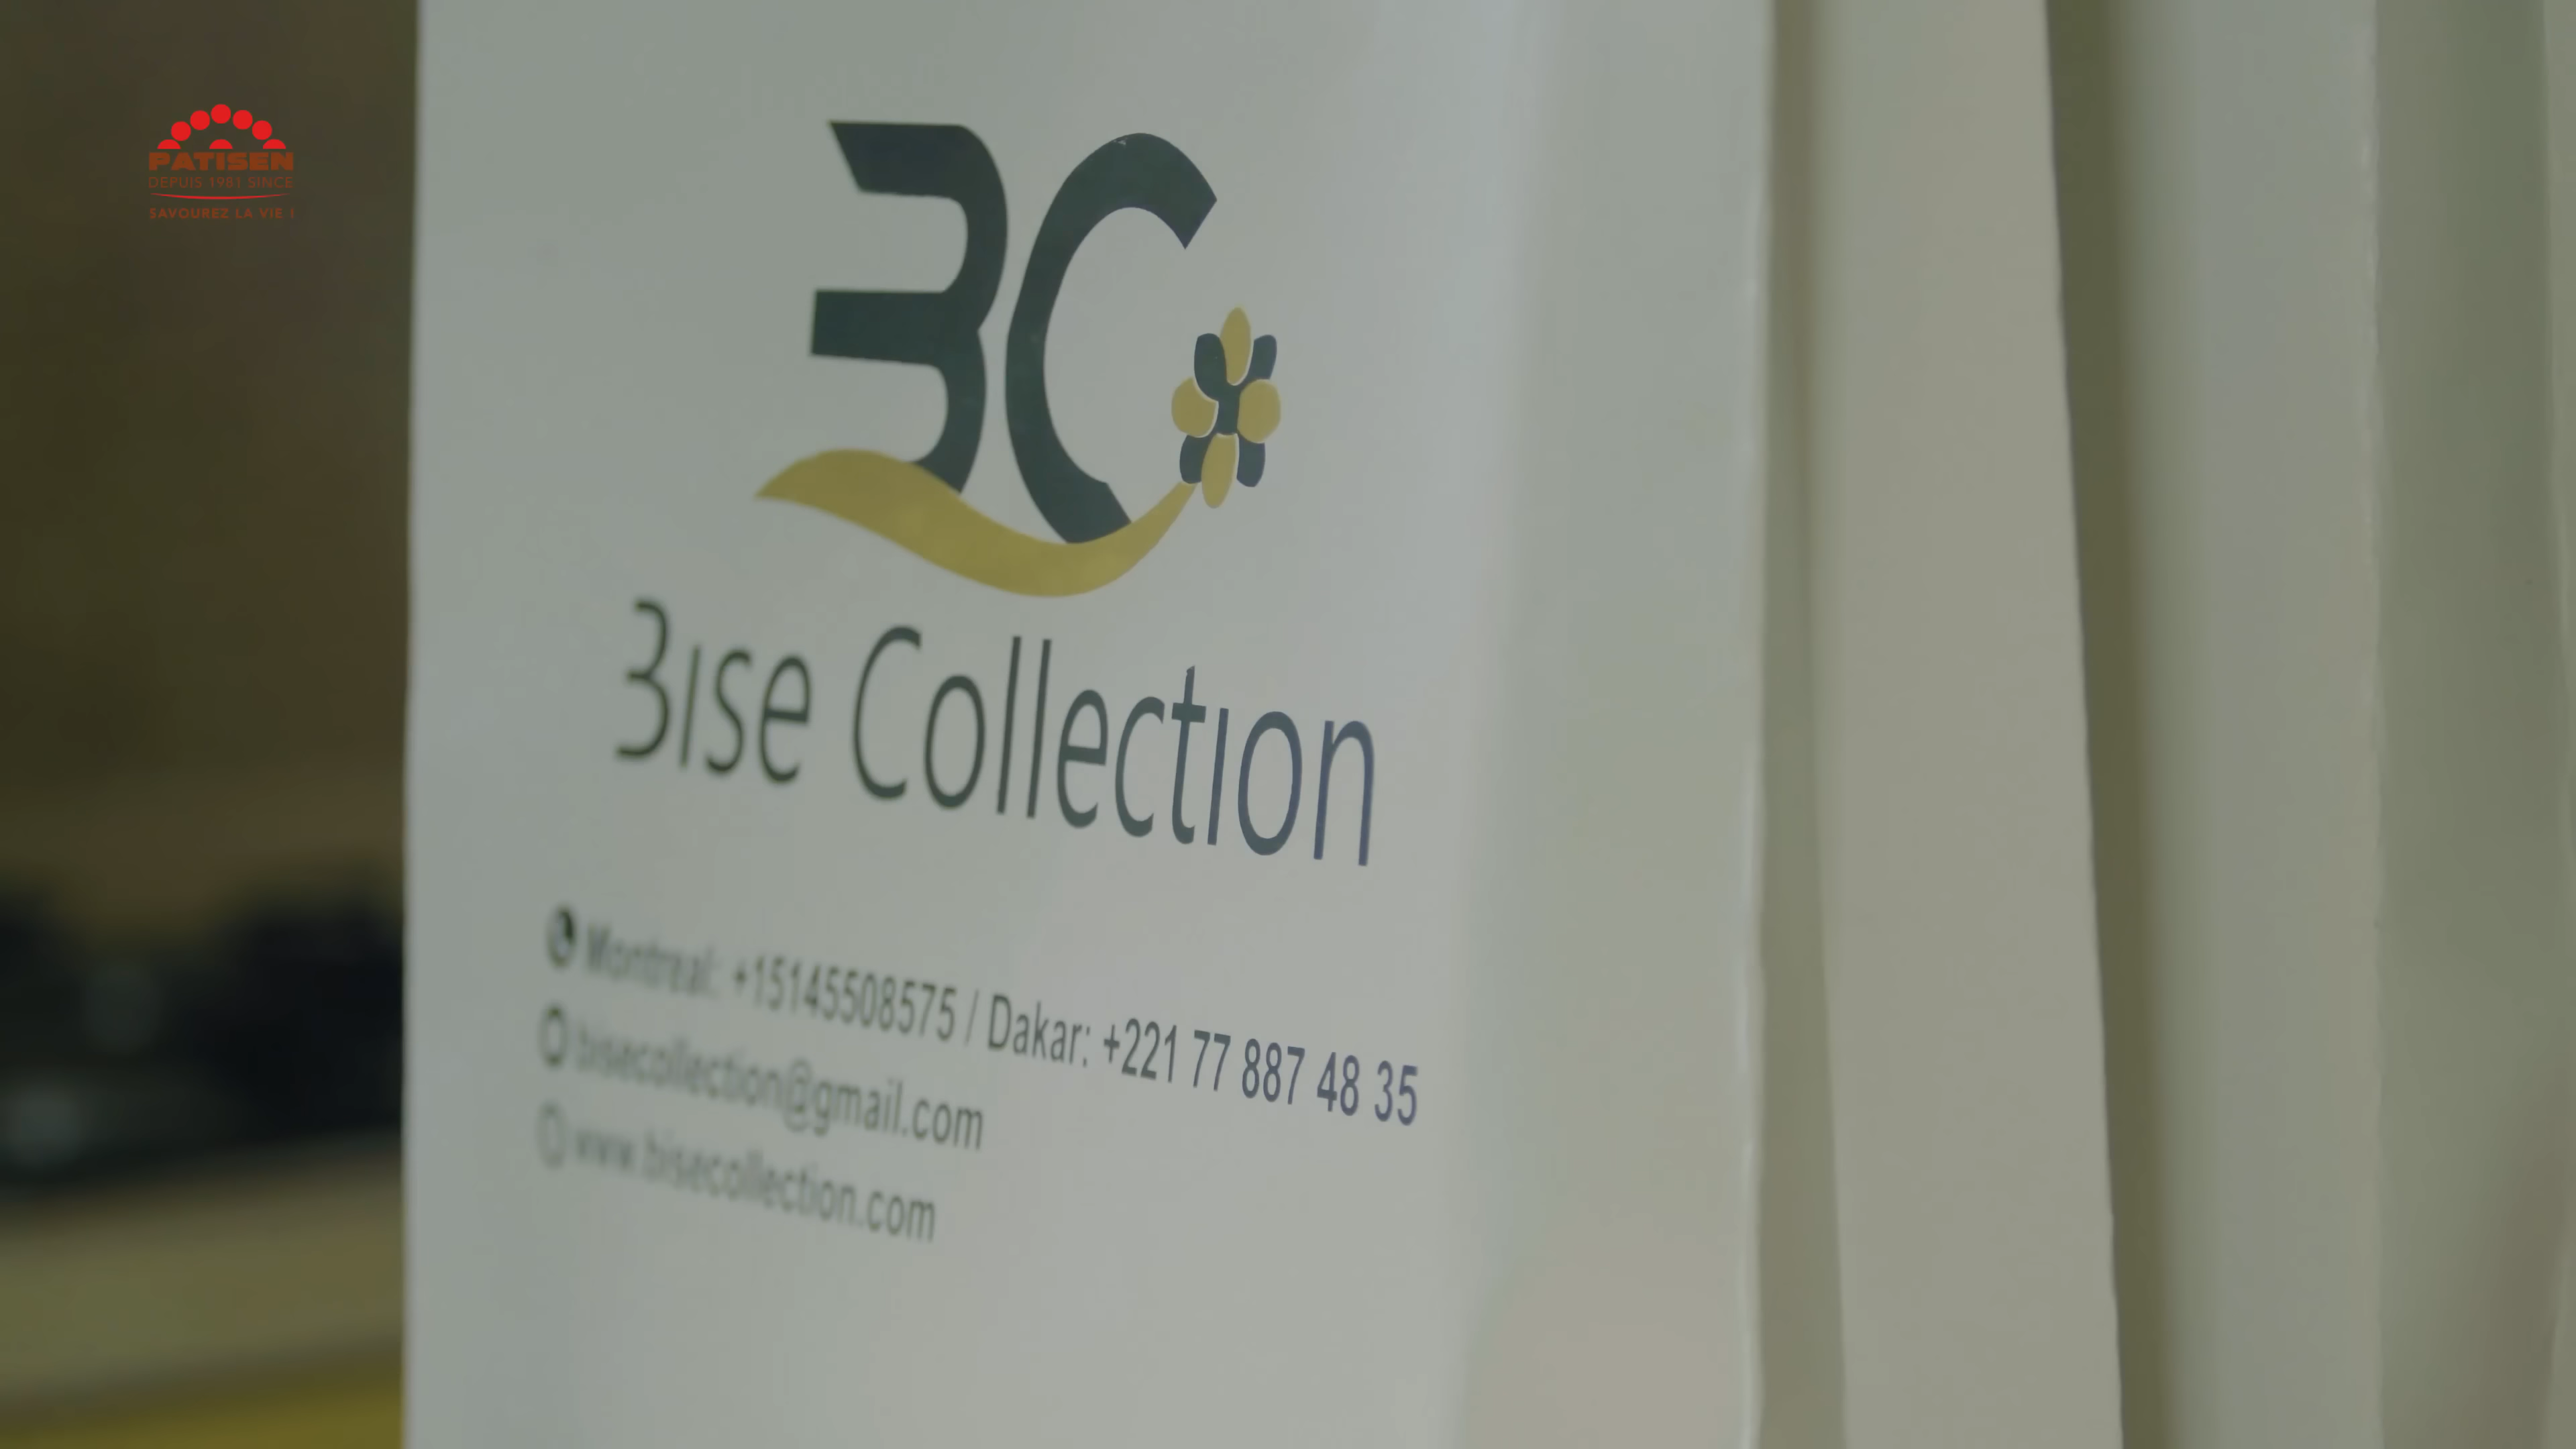 PATISEN
DEPUIS 1981 SINCE
SAVOUREZ LA VIE !
BC
Bise Collection
Montreal: +15145508575 / Dakar: +221 77 887 48 35
bisecollection@gmail.com
www.bisecollection.com